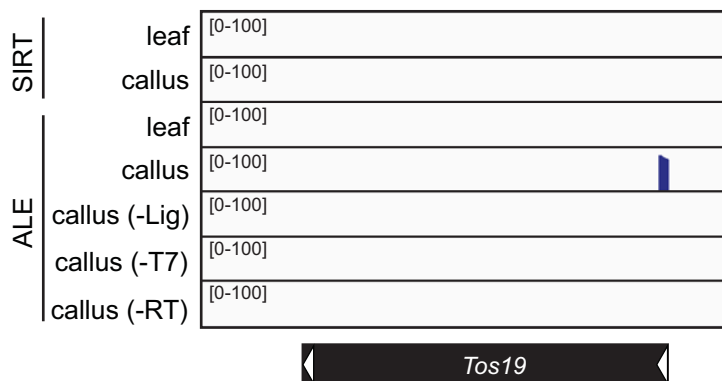 SIRT
leaf [0-100]
callus [0-100]
ALE
leaf [0-100]
callus [0-100]
callus (-Lig) [0-100]
callus (-T7) [0-100]
callus (-RT) [0-100]
Tos19